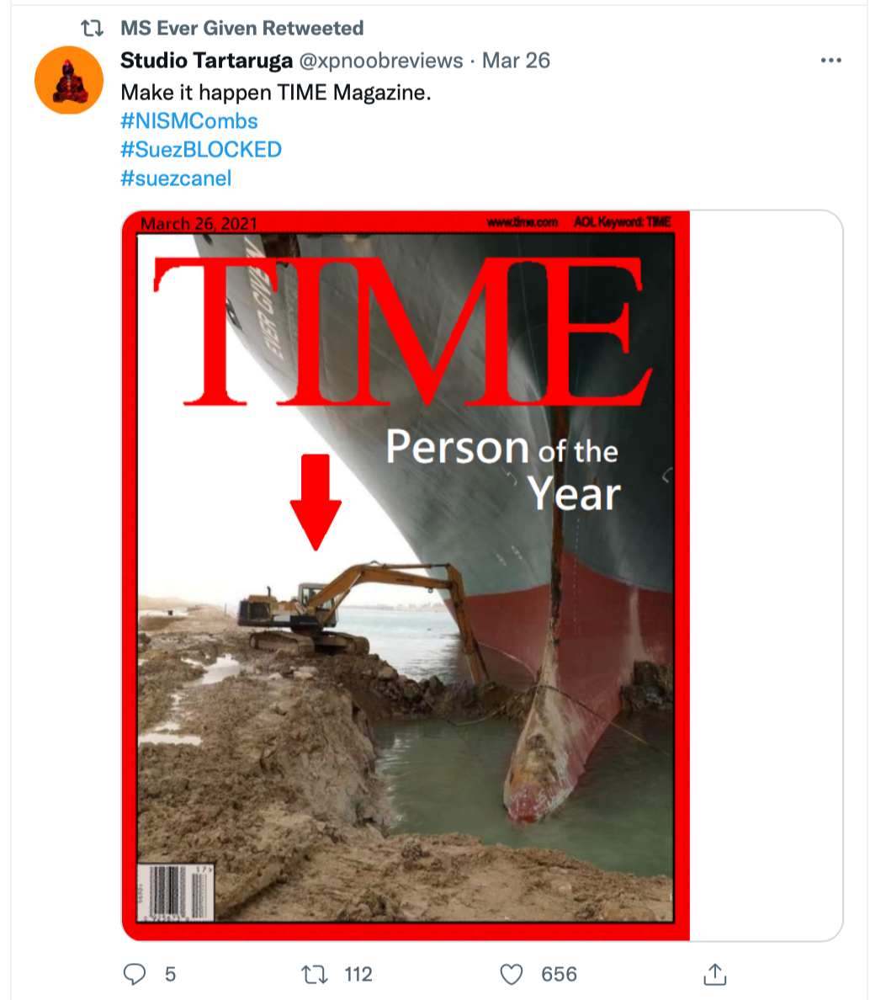 MS Ever Given Retweeted
Studio Tartaruga @xpnoobreviews · Mar 26
Make it happen TIME Magazine.
#NISMCombs
#SuezBLOCKED
#suezcanel
March 26, 2021
www.time.com AOL Keyword: TIME
EVER GIVEN
TIME
Person of the
Year
17>
5
112
656